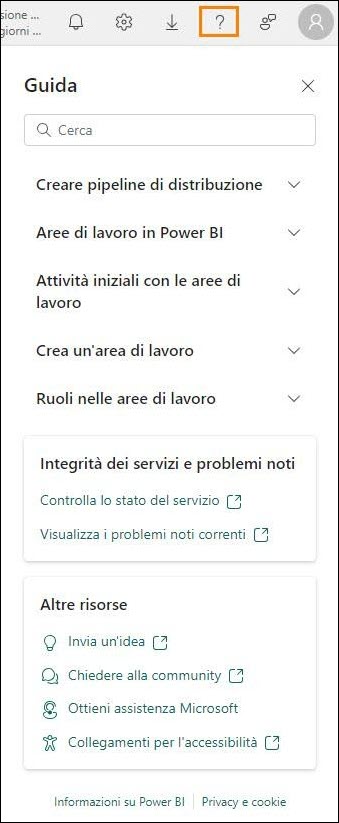 sione ...
giorni ...
?
Guida
Cerca
Creare pipeline di distribuzione
Aree di lavoro in Power BI
Attività iniziali con le aree di
lavoro
Crea un'area di lavoro
Ruoli nelle aree di lavoro
Integrità dei servizi e problemi noti
Controlla lo stato del servizio
Visualizza i problemi noti correnti
Altre risorse
Invia un'idea
Chiedere alla community
Ottieni assistenza Microsoft
Collegamenti per l'accessibilità
Informazioni su Power BI | Privacy e cookie